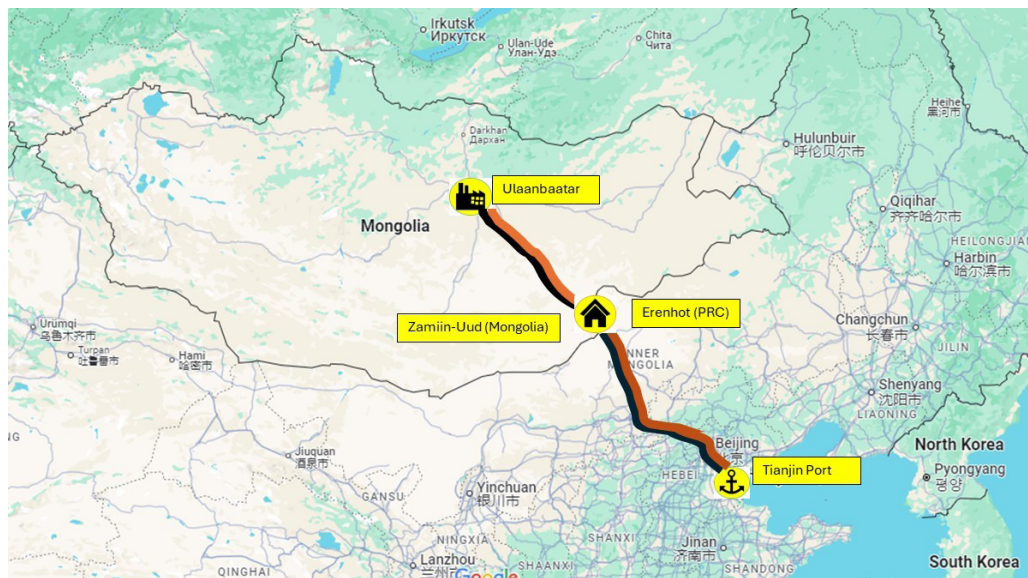 Irkutsk
Иркутск
Ulan-Ude
Улан-Удэ
Chita
Чита
Heihe
黑河市
Darkhan
Дархан
Hulunbuir
呼伦贝尔市
Ulaanbaatar
Qiqihar
齐齐哈尔市
Mongolia
HEILONGJIAN
Harbin
哈尔滨市
Erenhot (PRC)
Zamiin-Uud (Mongolia)
Urumqi
乌鲁木齐市
Changchun
长春市
Turpan
吐鲁番市
Hami
哈密市
NNER
MONGOLIA
JILIN
Shenyang
沈阳市
LIAONING
NG
Beijing
North Korea
Jiuquan
酒泉市
HEBEI
Tianjin Port
Pyongyang
평양
GANSU
Yinchuan
银川市
NINGXIA
SHANXI
Jinan
济南市
Lanzhou
兰州市
Google
SHAANXI
SHANDONG
QINGHAI
South Korea